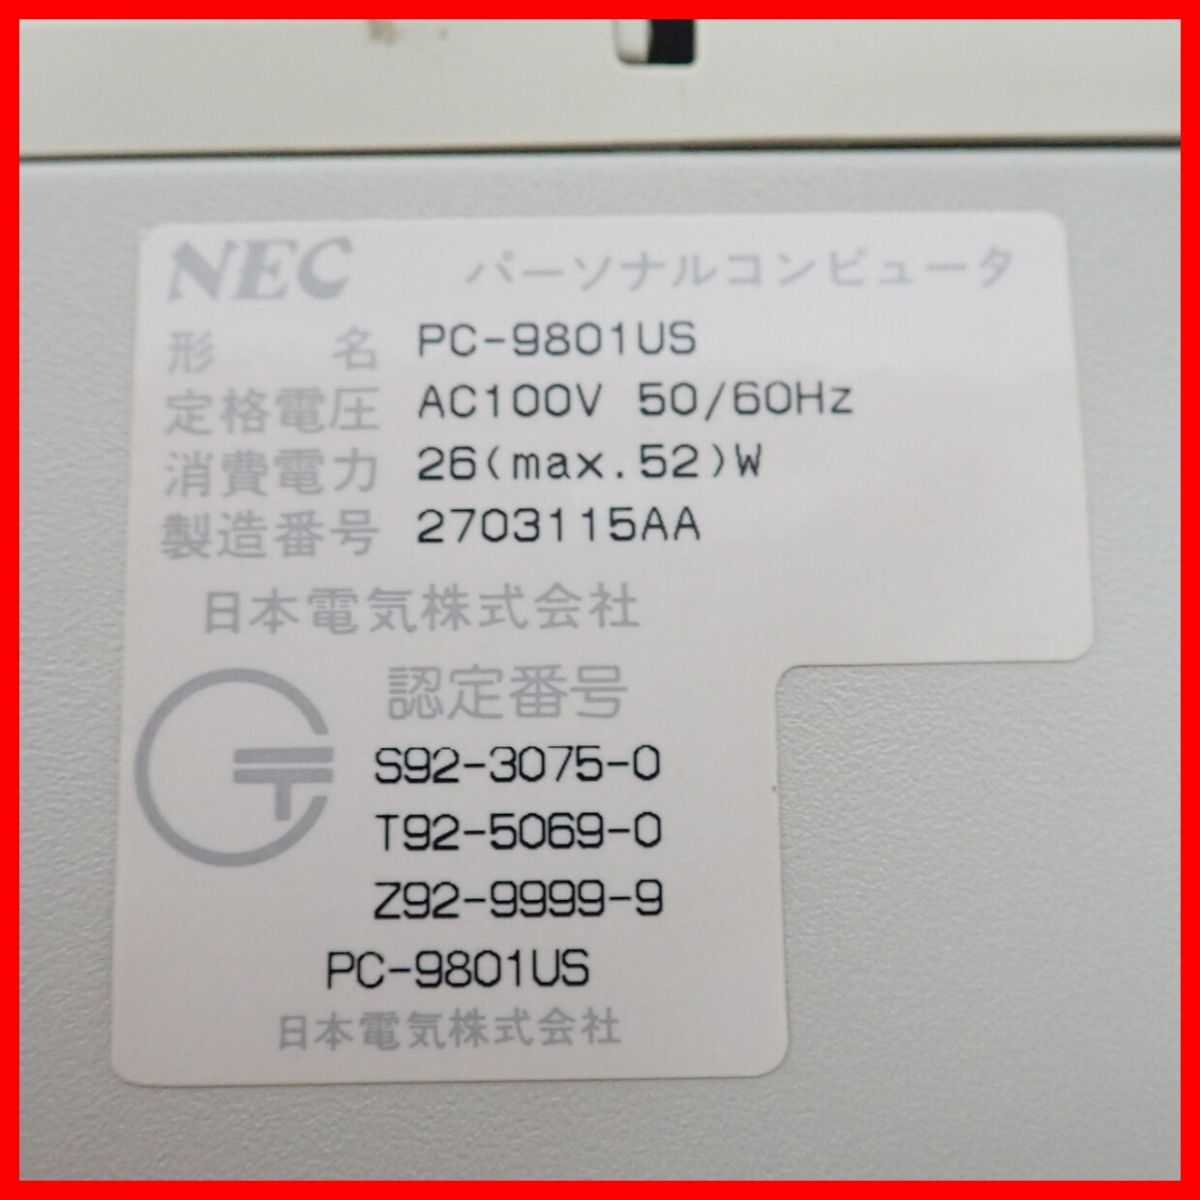 NEC パーソナルコンピュータ
形名 PC-9801US
定格電圧 AC100V 50/60Hz
消費電力 26(max.52)W
製造番号 2703115AA
日本電気株式会社
認定番号
S92-3075-0
T92-5069-0
Z92-9999-9
PC-9801US
日本電気株式会社